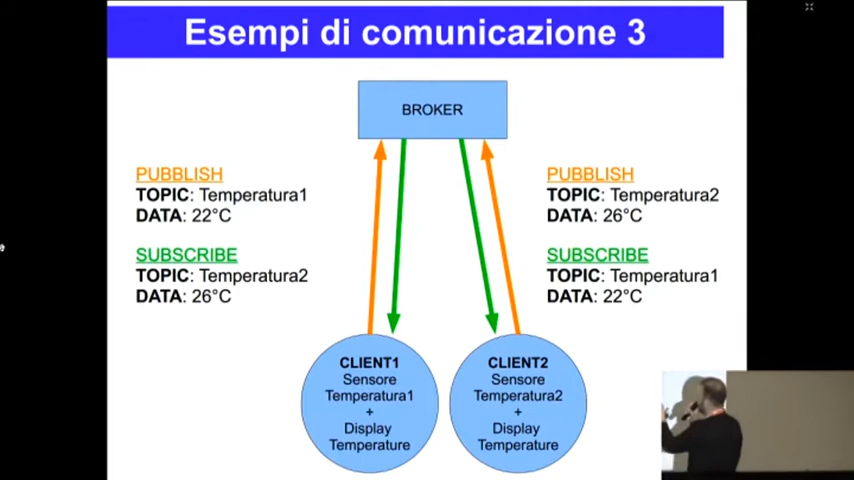 Esempi di comunicazione 3
BROKER
PUBBLISH
TOPIC: Temperatura1
DATA: 22°C
SUBSCRIBE
TOPIC: Temperatura2
DATA: 26°C
PUBBLISH
TOPIC: Temperatura2
DATA: 26°C
SUBSCRIBE
TOPIC: Temperatura1
DATA: 22°C
CLIENT1
Sensore
Temperatura1
+
Display
Temperature
CLIENT2
Sensore
Temperatura2
+
Display
Temperature